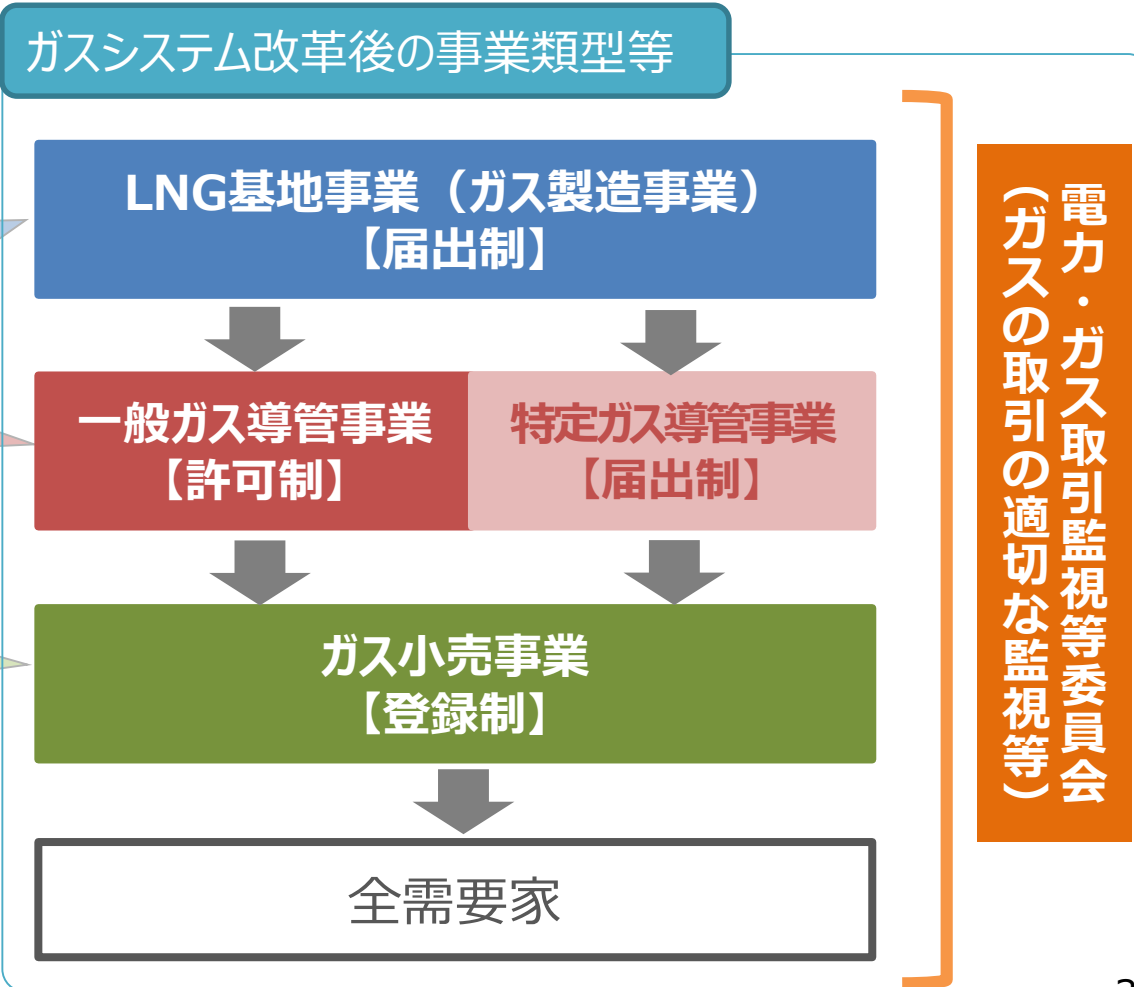 ガスシステム改革後の事業類型等
LNG基地事業（ガス製造事業）
【届出制】
一般ガス導管事業
【許可制】
特定ガス導管事業
【届出制】
ガス小売事業
【登録制】
全需要家
電力・ガス取引監視等委員会
（ガスの取引の適切な監視等）